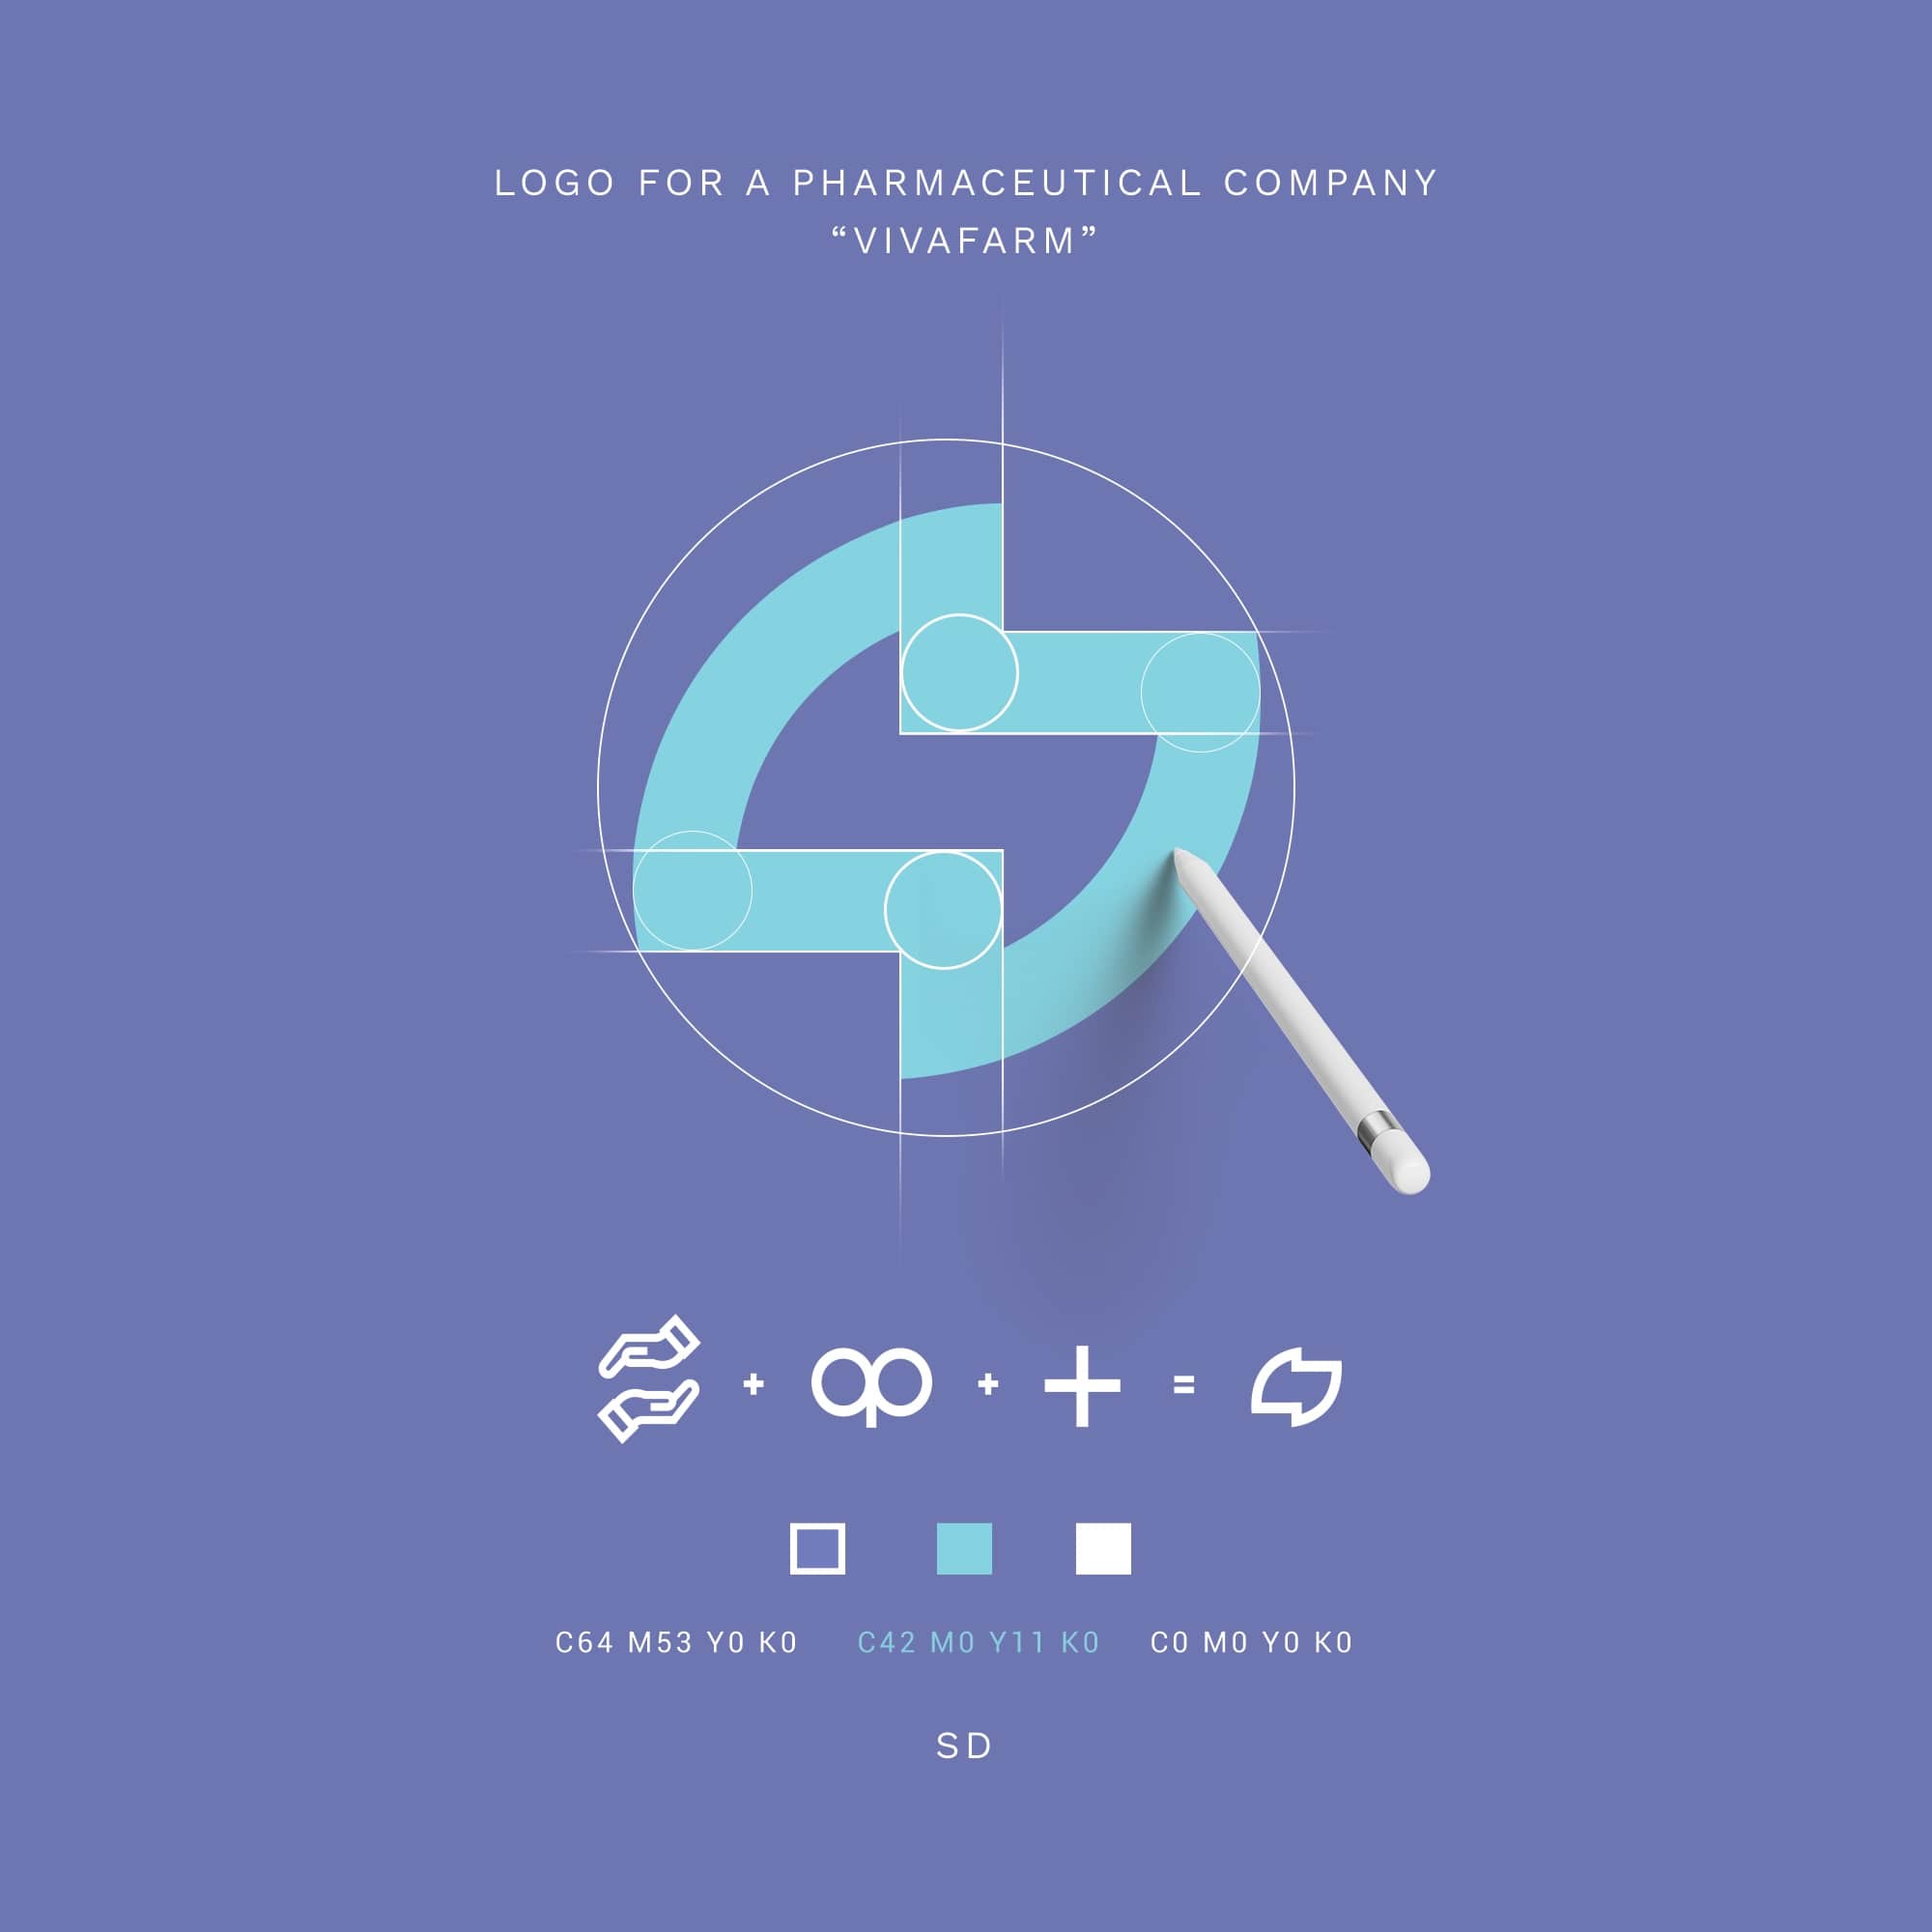 LOGO FOR A PHARMACEUTICAL COMPANY
“VIVAFARM”
+ + =
C64 M53 Y0 K0 C42 M0 Y11 K0 C0 M0 Y0 K0
SD